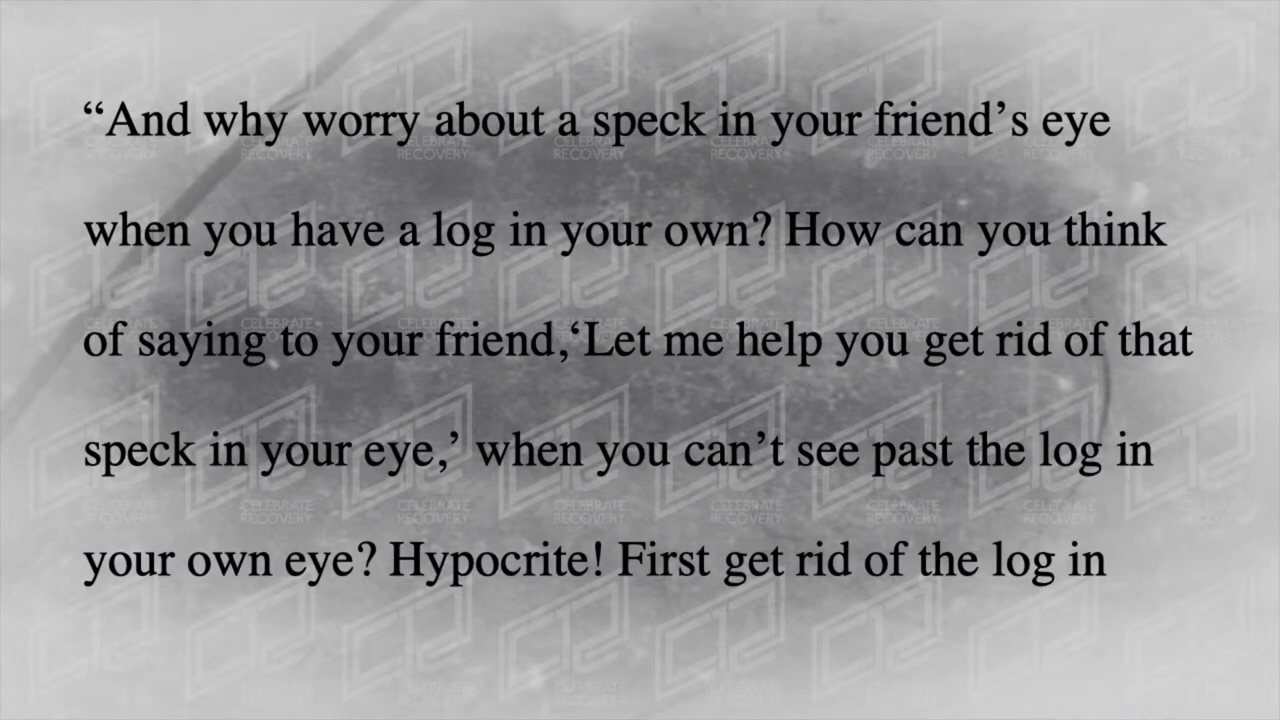 “And why worry about a speck in your friend’s eye
when you have a log in your own? How can you think
of saying to your friend,‘Let me help you get rid of that
speck in your eye,’ when you can’t see past the log in
your own eye? Hypocrite! First get rid of the log in
CELEBRATE
RECOVERY